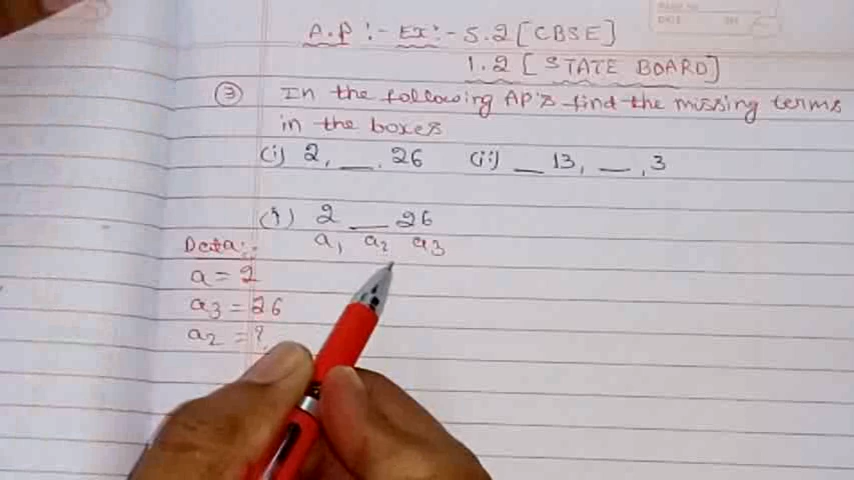 A.P :- Ex:- 5.2 [CBSE]
1.2 [STATE BOARD]
③ In the following AP's find the missing terms
in the boxes
(i) 2, __, 26 (ii) __ 13, __, 3
(i) 2 __ 26
a₁ a₂ a₃
Data:-
a = 2
a₃ = 26
a₂ = ?